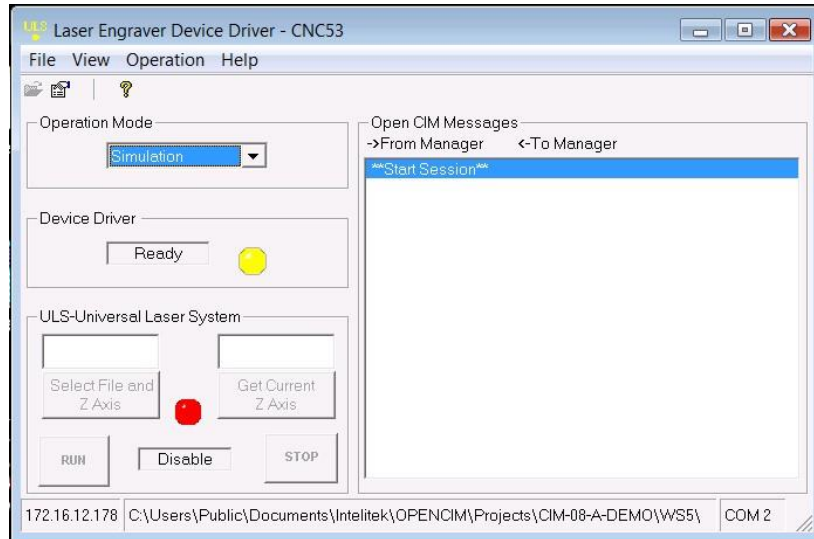 ULS Laser Engraver Device Driver - CNC53
File View Operation Help
Operation Mode
Simulation
Device Driver
Ready
ULS-Universal Laser System
Select File and
Z Axis
Get Current
Z Axis
RUN
Disable
STOP
Open CIM Messages
->From Manager <-To Manager
**Start Session**
172.16.12.178 C:\Users\Public\Documents\Intelitek\OPENCIM\Projects\CIM-08-A-DEMO\WS5\ COM 2